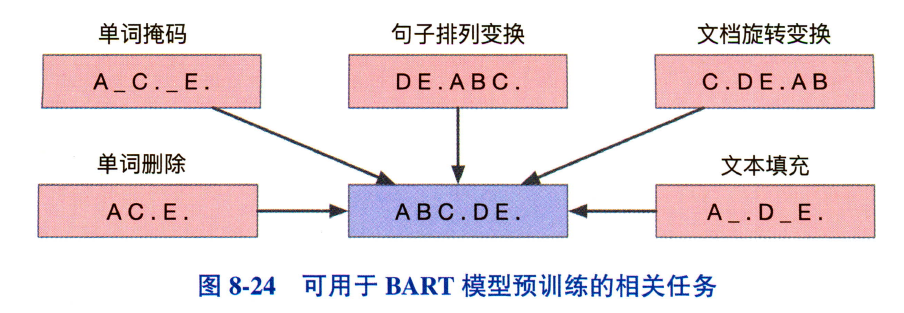 单词掩码 句子排列变换 文档旋转变换
A_C._E. DE.ABC. C.DE.AB
单词删除 文本填充
AC.E. ABC.DE. A_.D_E.
图 8-24 可用于 BART 模型预训练的相关任务